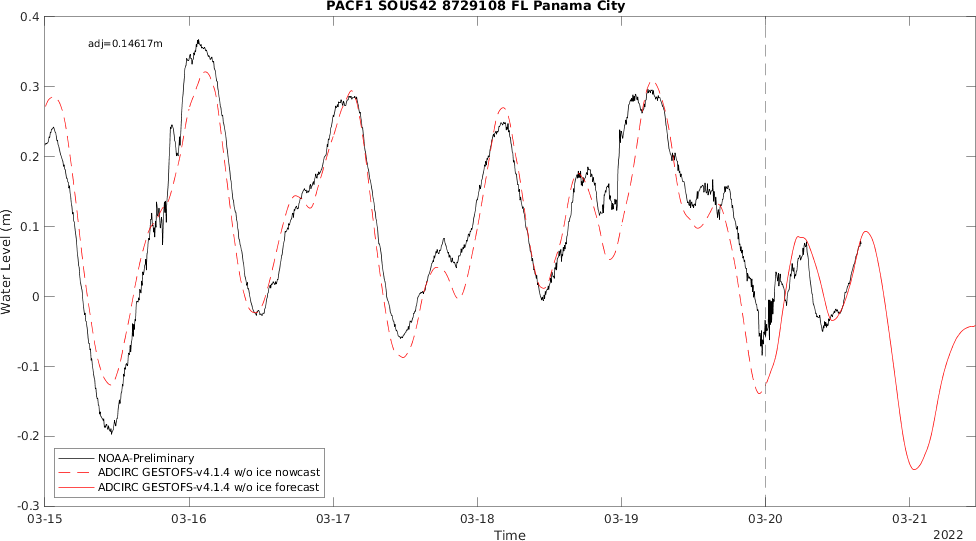 PACF1 SOUS42 8729108 FL Panama City
adj=0.14617m
0.4
0.3
0.2
0.1
0
-0.1
-0.2
-0.3
Water Level (m)
NOAA-Preliminary
ADCIRC GESTOFS-v4.1.4 w/o ice nowcast
ADCIRC GESTOFS-v4.1.4 w/o ice forecast
03-15 03-16 03-17 03-18 03-19 03-20 03-21
Time
2022